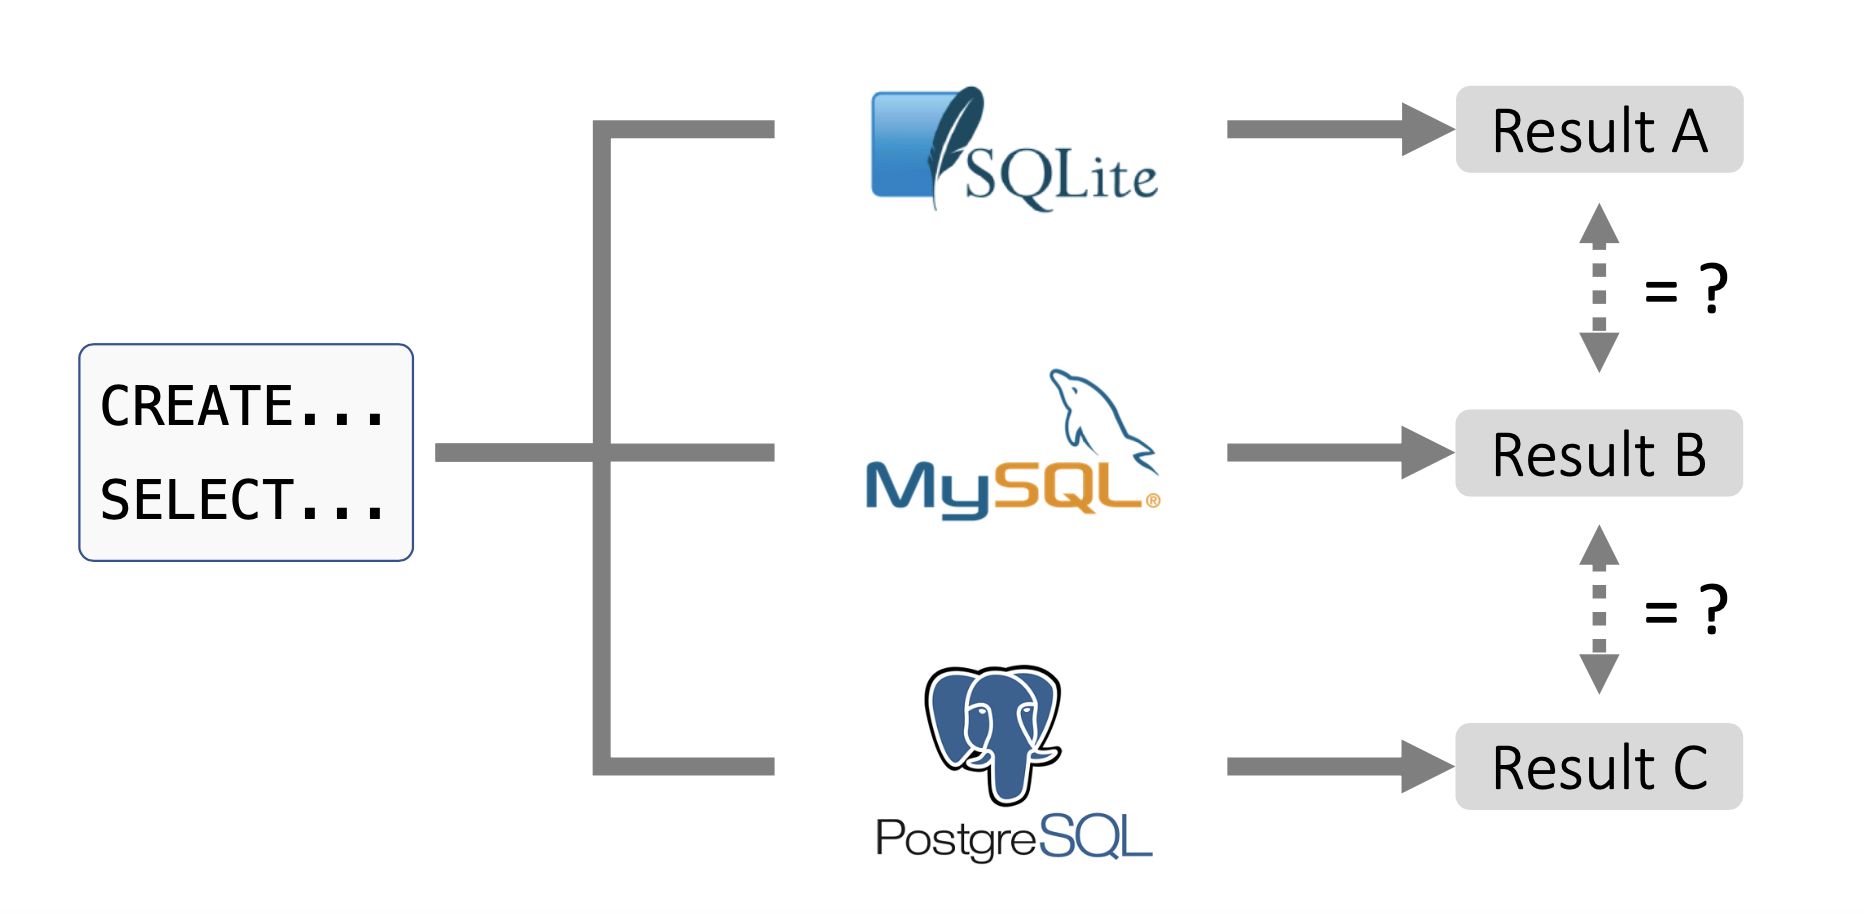 CREATE...
SELECT...
SQLite
Result A
= ?
MySQL®
Result B
= ?
PostgreSQL
Result C